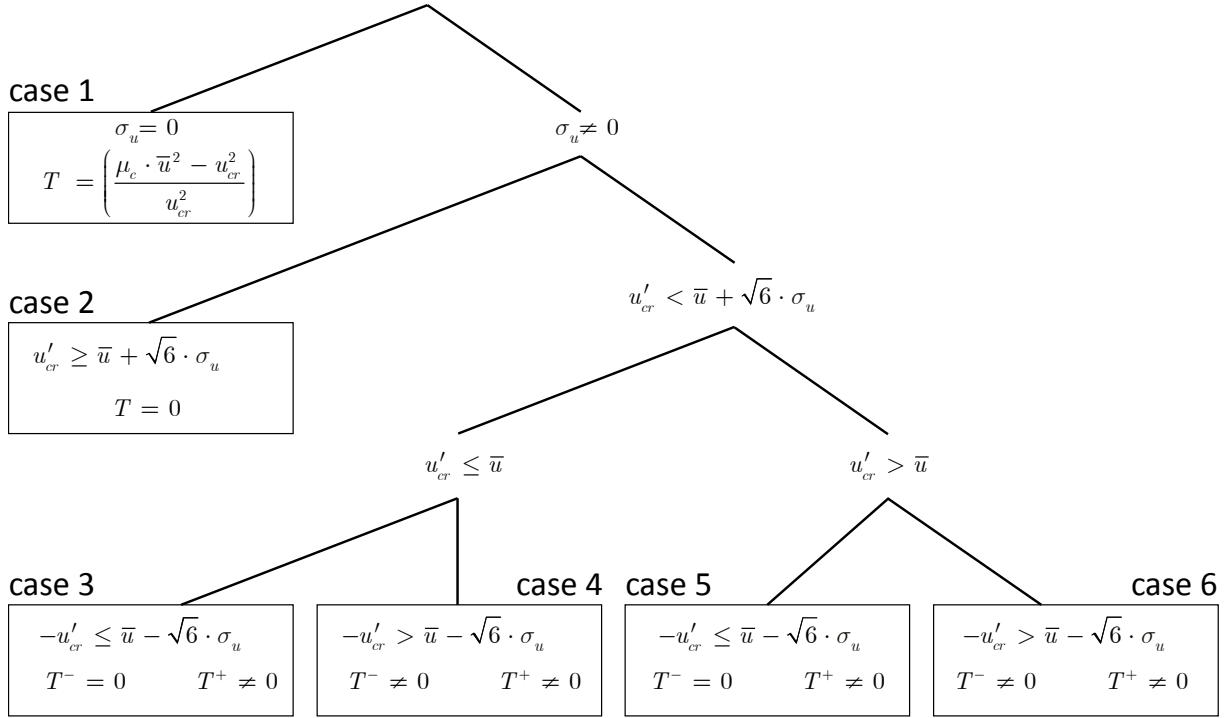 case 1
σ_u = 0
σ_u ≠ 0
T = ( (μ_c · u̅² − u_cr²) / u_cr² )
case 2
u′_cr < u̅ + √6 · σ_u
u′_cr ≥ u̅ + √6 · σ_u
T = 0
u′_cr ≤ u̅
u′_cr > u̅
case 3
−u′_cr ≤ u̅ − √6 · σ_u
T⁻ = 0 T⁺ ≠ 0
case 4
−u′_cr > u̅ − √6 · σ_u
T⁻ ≠ 0 T⁺ ≠ 0
case 5
−u′_cr ≤ u̅ − √6 · σ_u
T⁻ = 0 T⁺ ≠ 0
case 6
−u′_cr > u̅ − √6 · σ_u
T⁻ ≠ 0 T⁺ ≠ 0